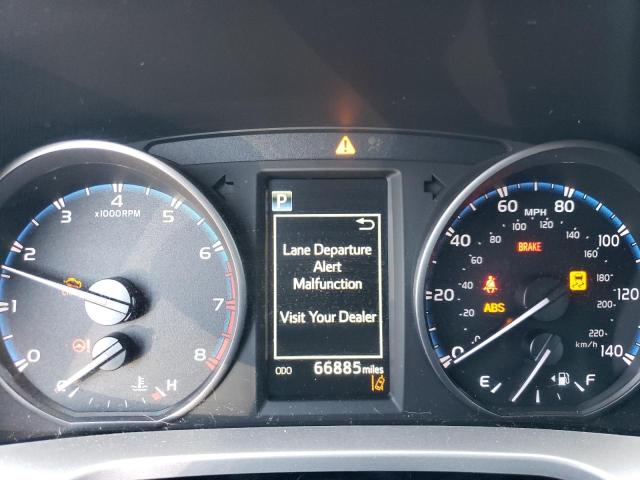 4
3
5
x1000RPM
2
6
1
7
0
8
C
H
P
Lane Departure
Alert
Malfunction
Visit Your Dealer
ODO 66885 miles
60
MPH
80
80
100
120
140
40
60
BRAKE
160
100
20
40
20
ABS
180
200
120
0
220
km/h
140
E
F